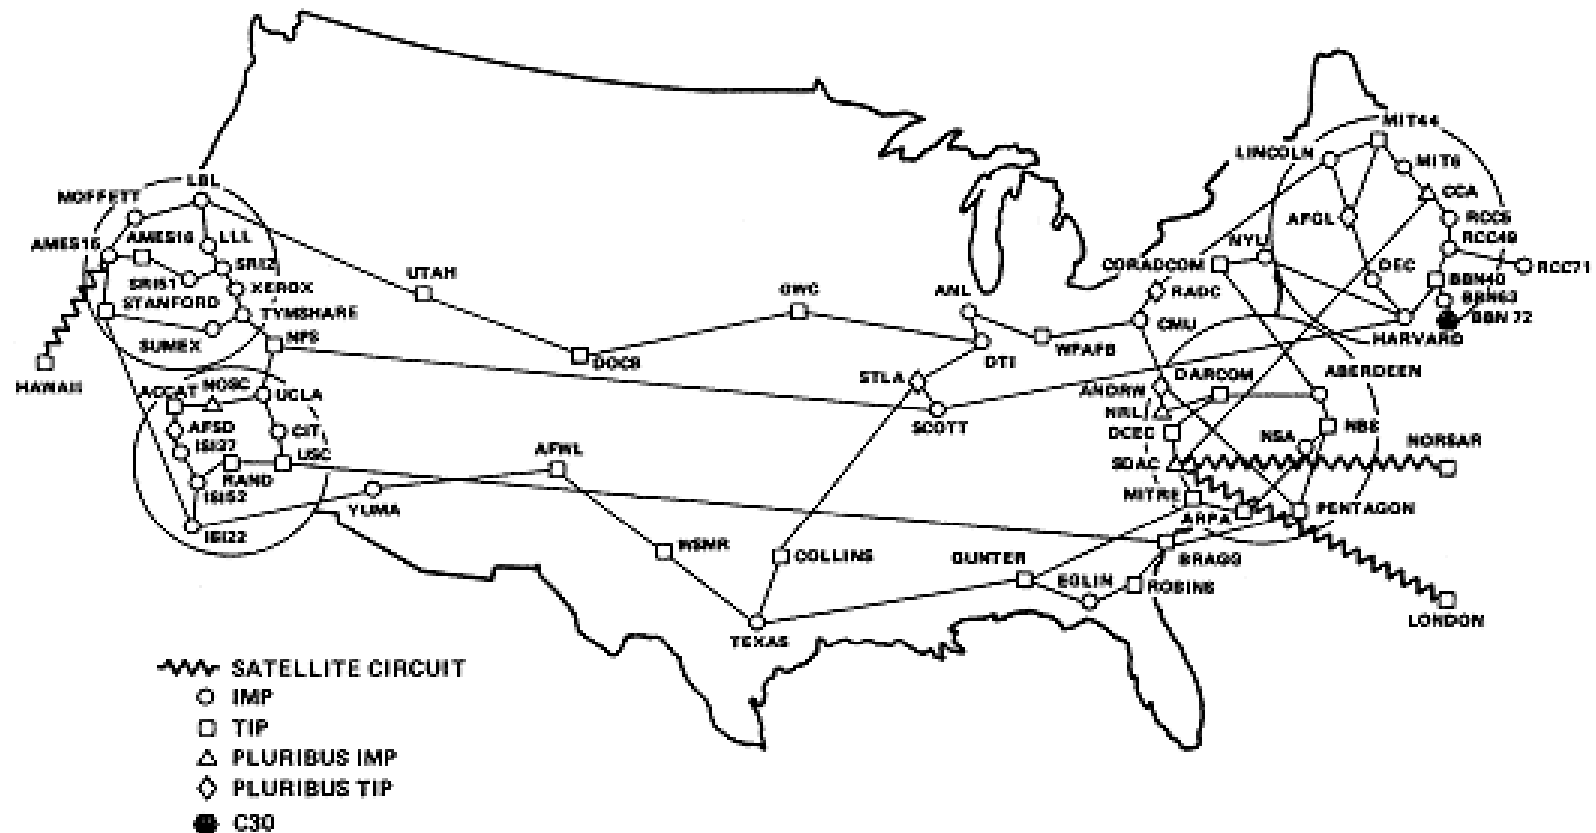 MIT44
LINCOLN
MIT6
LBL
CCA
MOFFETT
AFGL
RCC5
AMES15
AMES16
LLL
NYU
RCC49
SRI2
CORADCOM
DEC
RCC71
UTAH
SRI51
XEROX
GWC
ANL
RADC
BBN40
STANFORD
BBN63
TYMSHARE
CMU
BBN 72
NPS
SUMEX
WPAFB
HARVARD
DTI
DOCB
HAWAII
STLA
DARCOM
ABERDEEN
ACCAT
NOSC
UCLA
ANDRW
NRL
SCOTT
AFSD
CIT
DCEC
NBS
NSA
NORSAR
ISI27
AFWL
USC
SDAC
RAND
ISI52
MITRE
YUMA
ARPA
PENTAGON
ISI22
WSMR
COLLINS
GUNTER
BRAGG
EGLIN
ROBINS
LONDON
TEXAS
SATELLITE CIRCUIT
IMP
TIP
PLURIBUS IMP
PLURIBUS TIP
C30